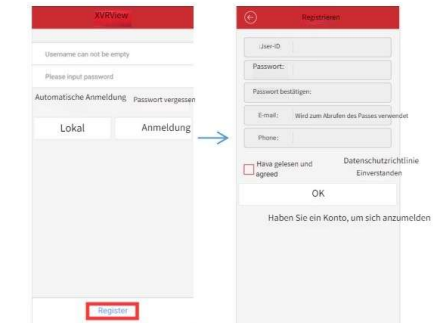 XVRView
Username can not be empty
Please input password
Automatische Anmeldung Passwort vergessen
Lokal Anmeldung
Register
Registrieren
Jser-ID:
Passwort:
Passwort bestätigen:
E-mail: Wird zum Abrufen des Passes verwendet
Phone:
Hava gelesen und agreed
Datenschutzrichtlinie
Einverstanden
OK
Haben Sie ein Konto, um sich anzumelden